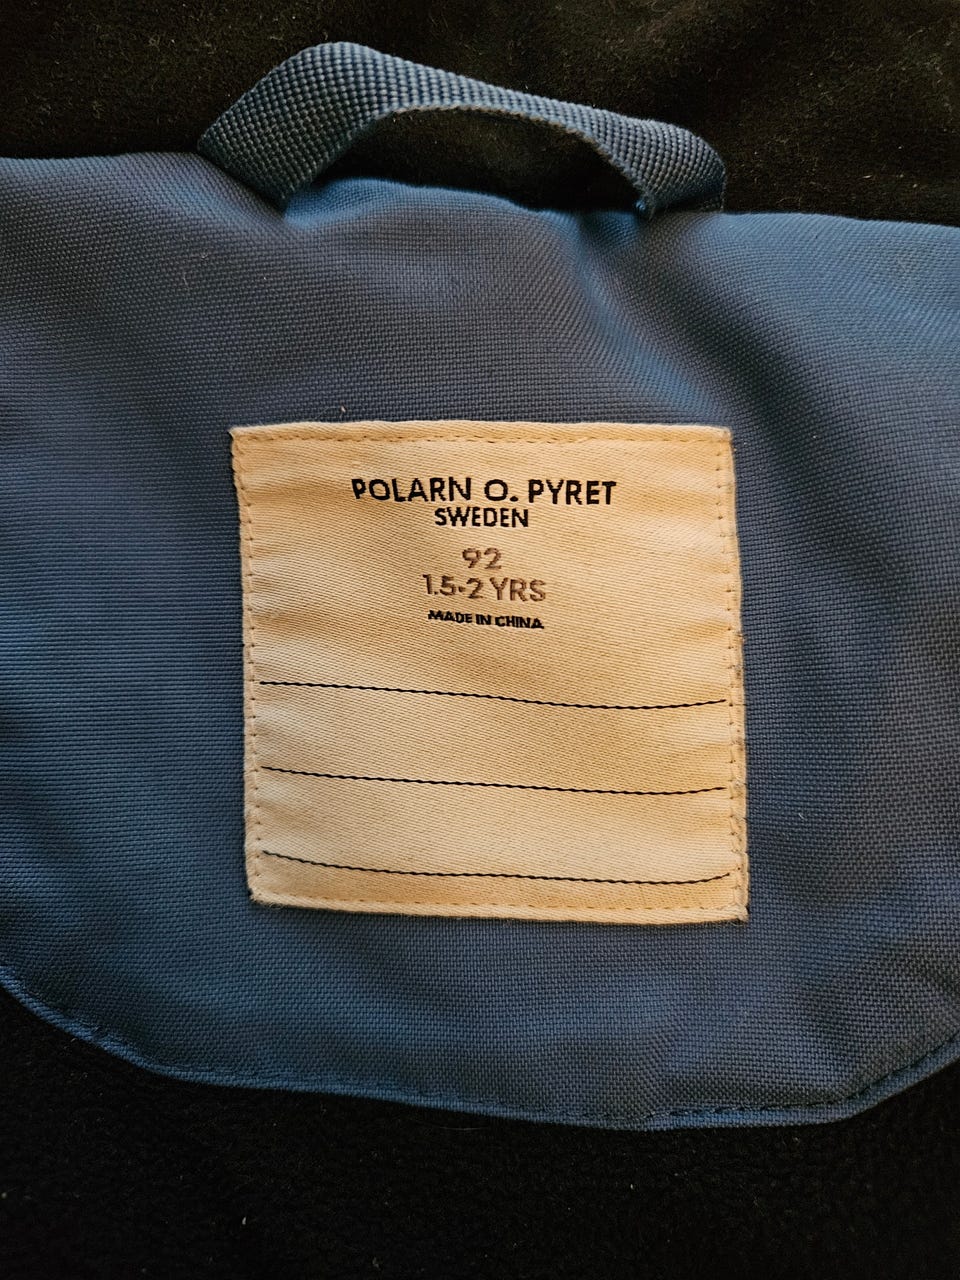 POLARN O. PYRET
SWEDEN
92
1.5-2 YRS
MADE IN CHINA